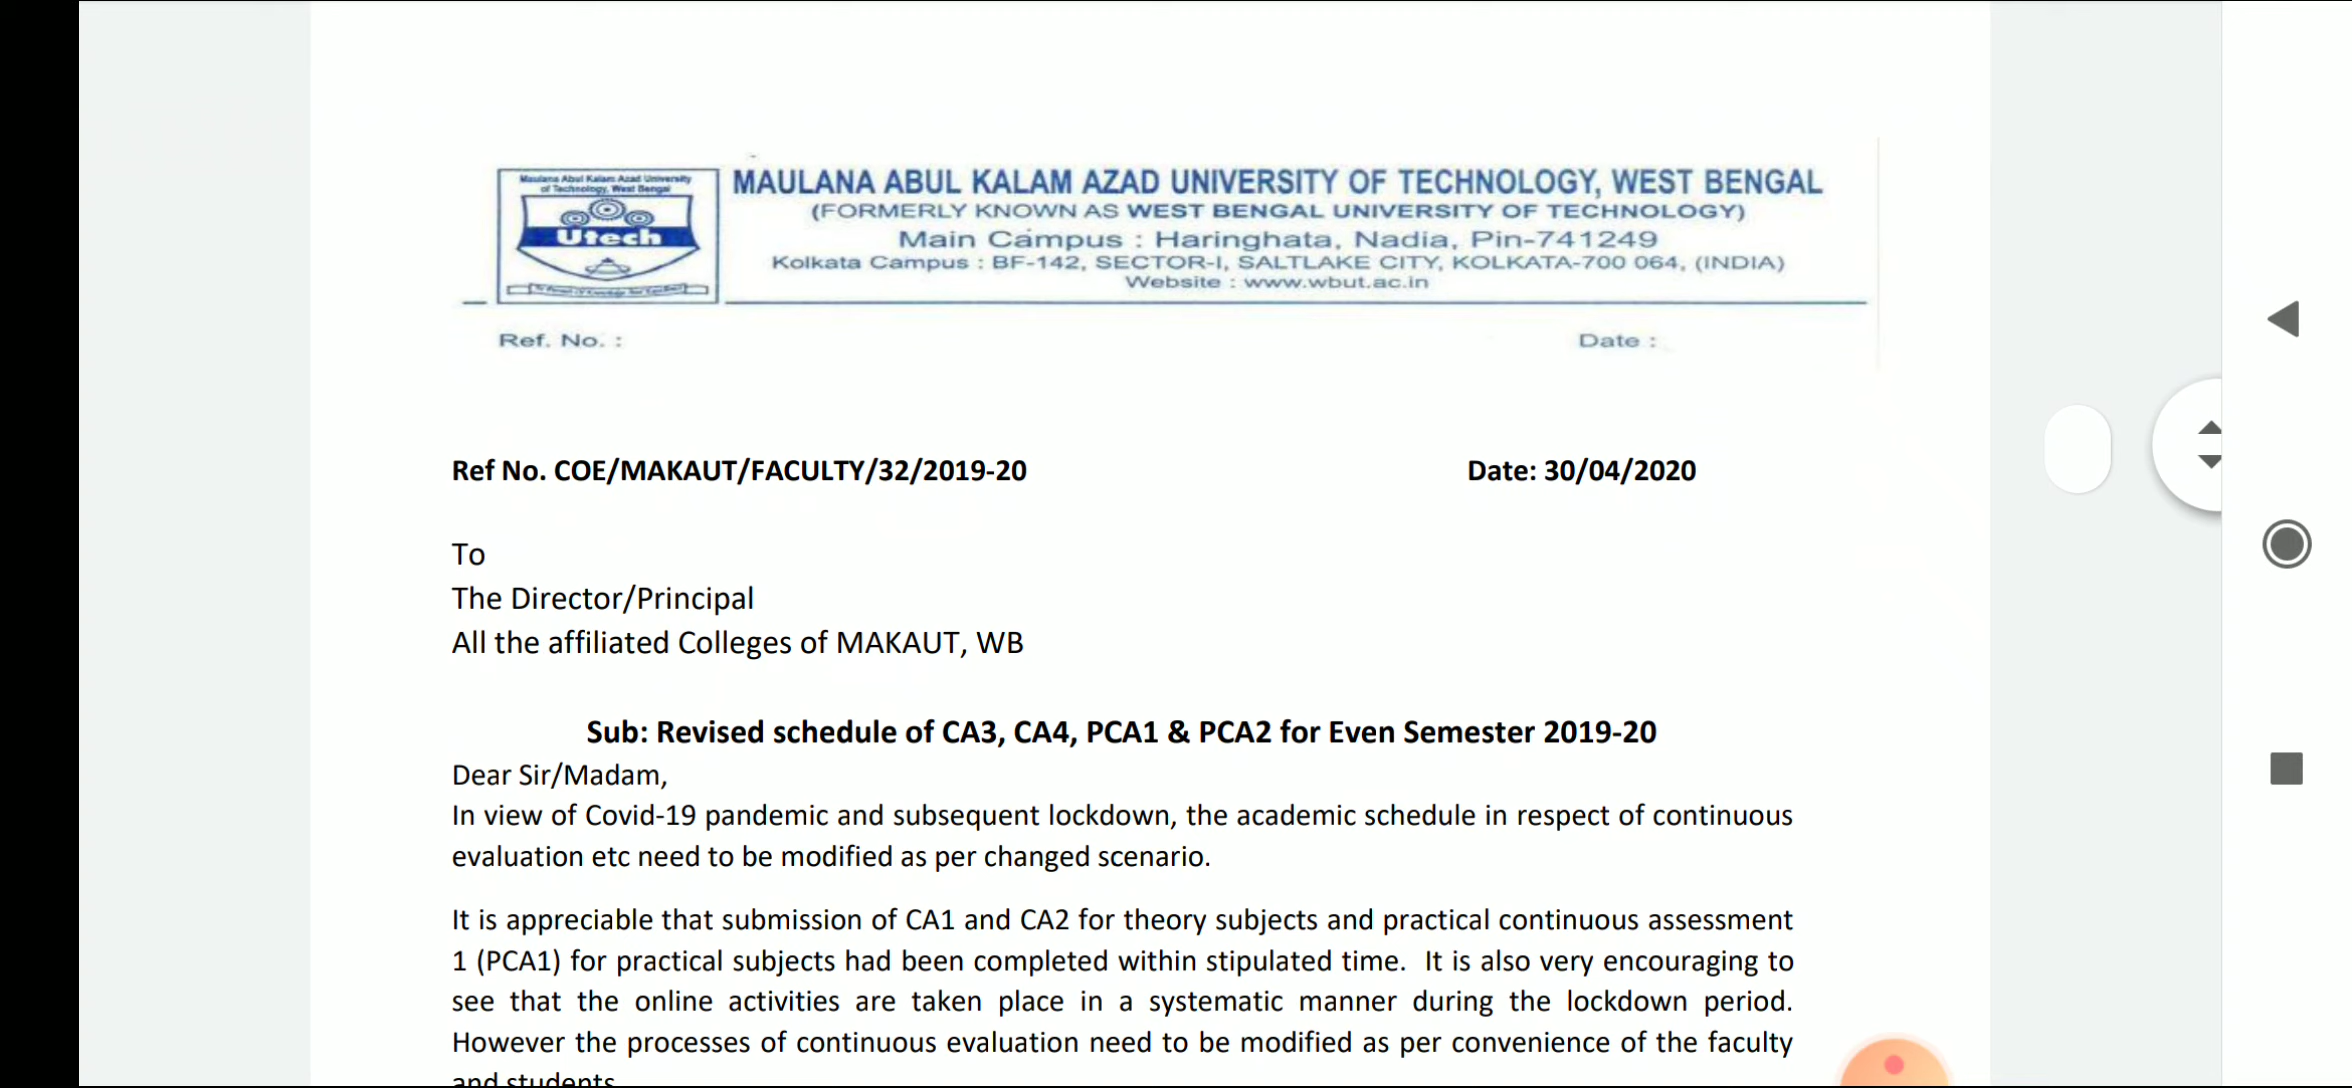 Maulana Abul Kalam Azad University
of Technology, West Bengal
Utech
MAULANA ABUL KALAM AZAD UNIVERSITY OF TECHNOLOGY, WEST BENGAL
(FORMERLY KNOWN AS WEST BENGAL UNIVERSITY OF TECHNOLOGY)
Main Campus : Haringhata, Nadia, Pin-741249
Kolkata Campus : BF-142, SECTOR-I, SALTLAKE CITY, KOLKATA-700 064, (INDIA)
Website : www.wbut.ac.in
Ref. No. : Date :
Ref No. COE/MAKAUT/FACULTY/32/2019-20 Date: 30/04/2020
To
The Director/Principal
All the affiliated Colleges of MAKAUT, WB
Sub: Revised schedule of CA3, CA4, PCA1 & PCA2 for Even Semester 2019-20
Dear Sir/Madam,
In view of Covid-19 pandemic and subsequent lockdown, the academic schedule in respect of continuous
evaluation etc need to be modified as per changed scenario.
It is appreciable that submission of CA1 and CA2 for theory subjects and practical continuous assessment
1 (PCA1) for practical subjects had been completed within stipulated time. It is also very encouraging to
see that the online activities are taken place in a systematic manner during the lockdown period.
However the processes of continuous evaluation need to be modified as per convenience of the faculty
and students